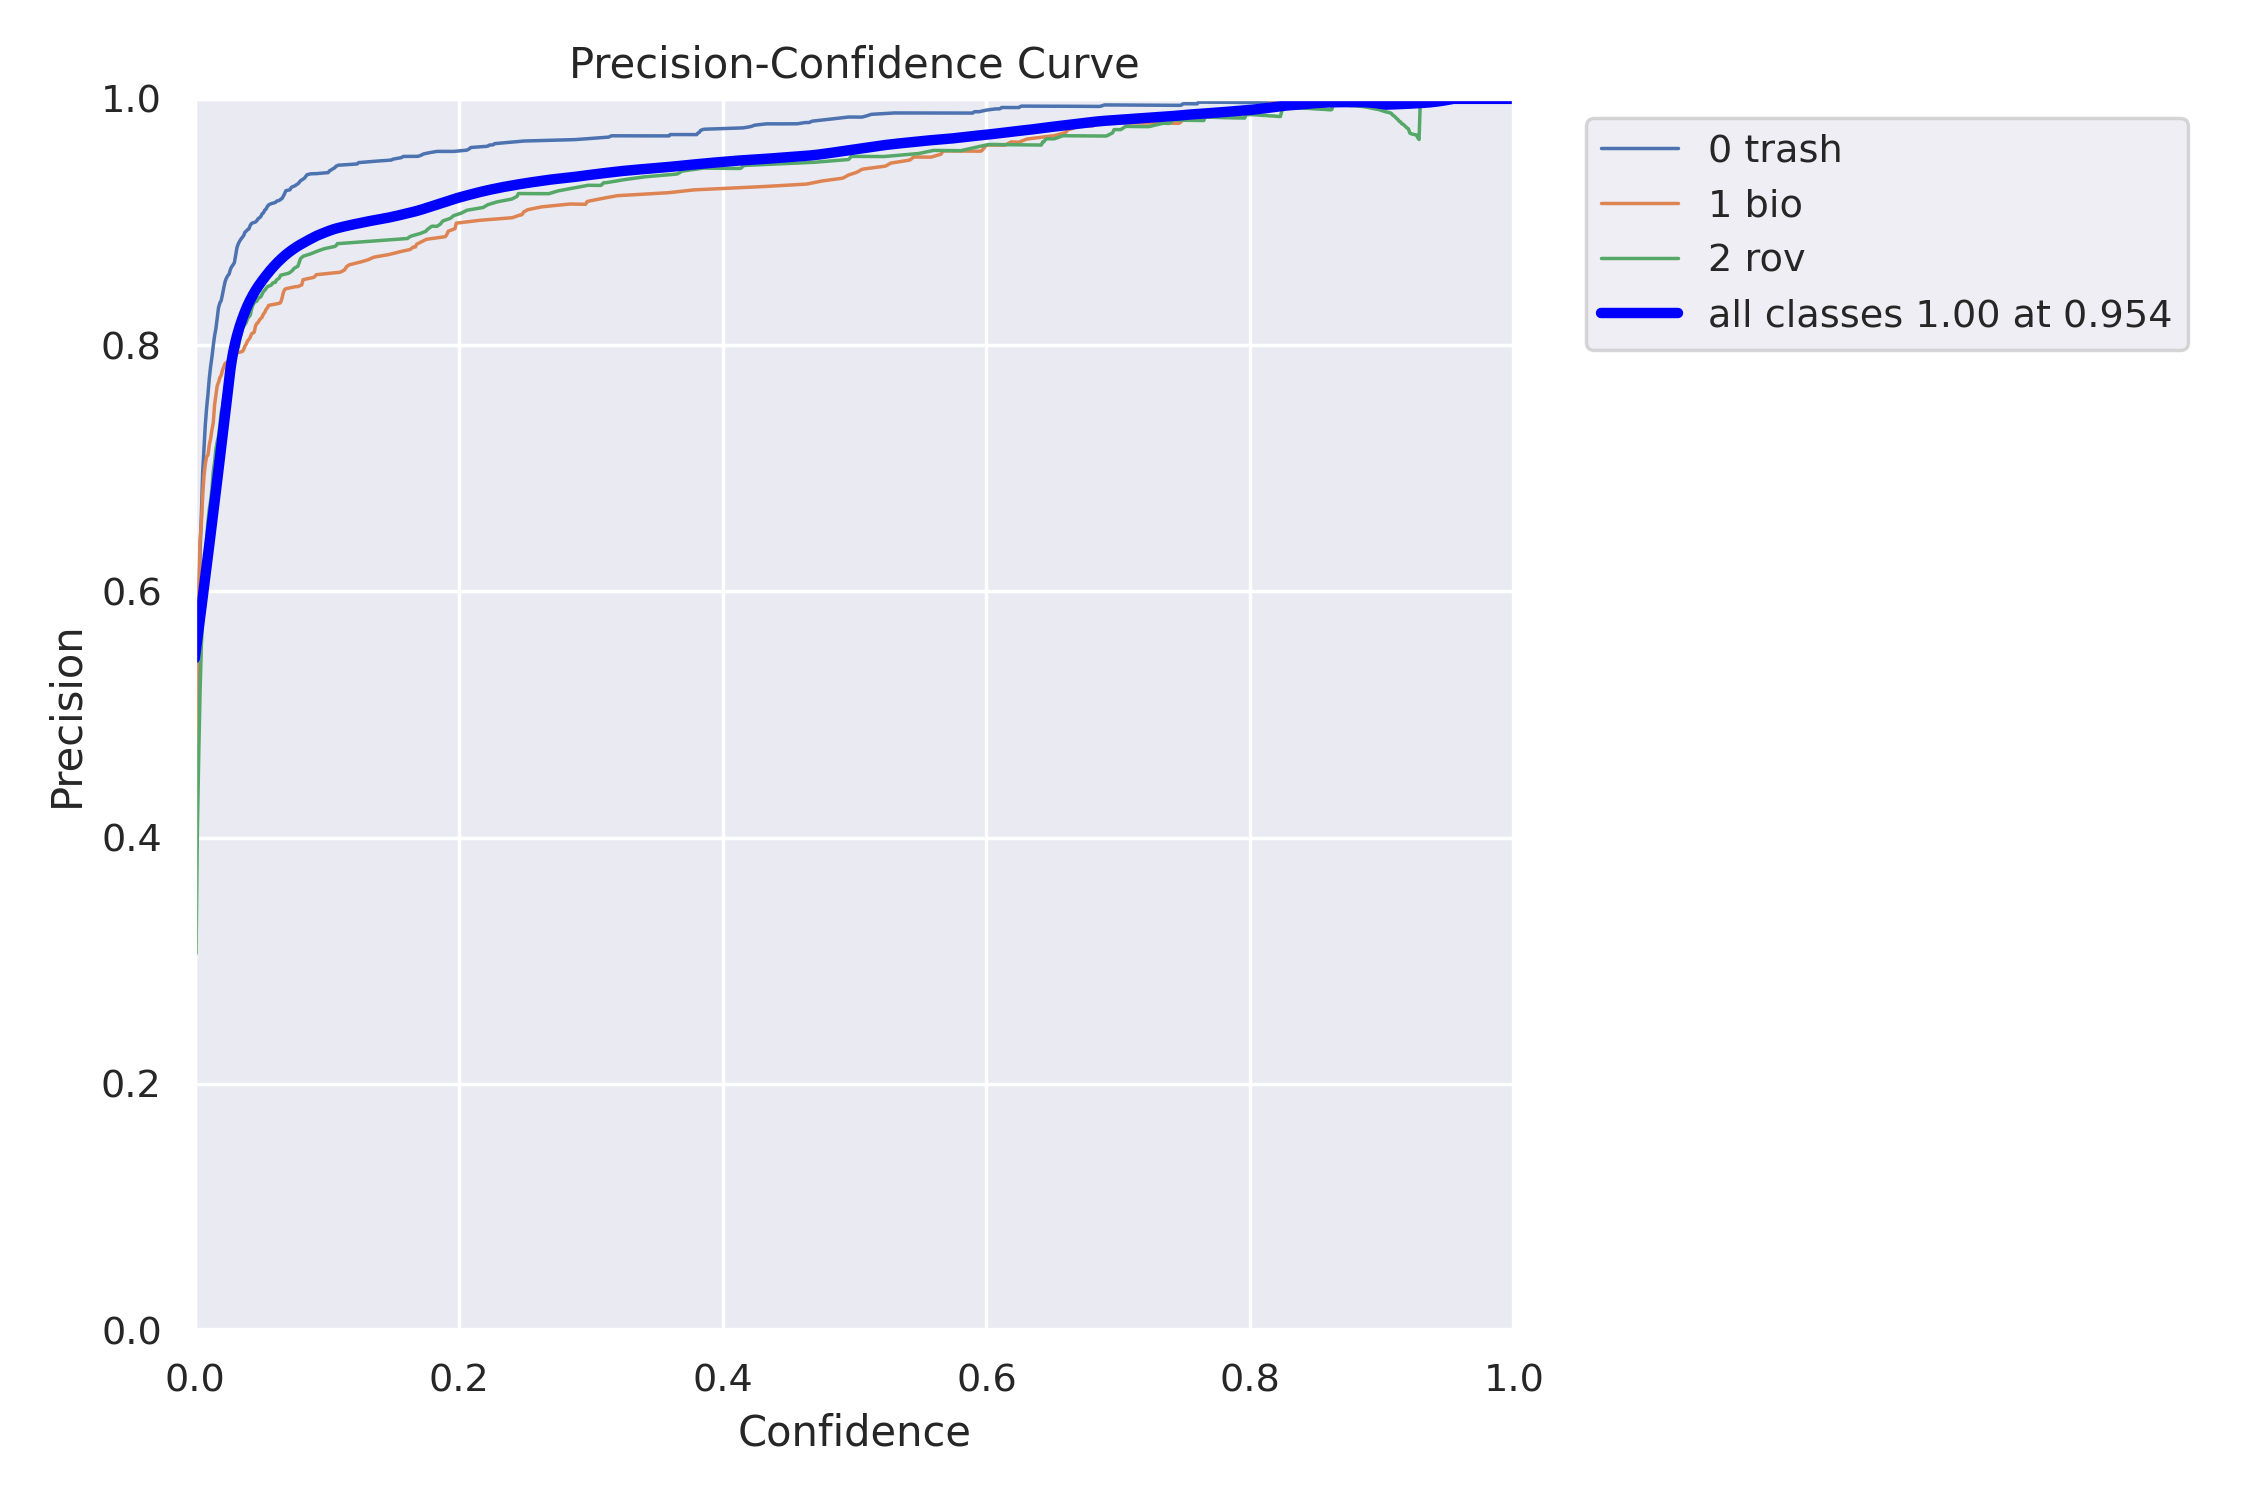 Precision-Confidence Curve
1.0
0.8
0.6
0.4
0.2
0.0
Precision
0.0 0.2 0.4 0.6 0.8 1.0
Confidence
0 trash
1 bio
2 rov
all classes 1.00 at 0.954